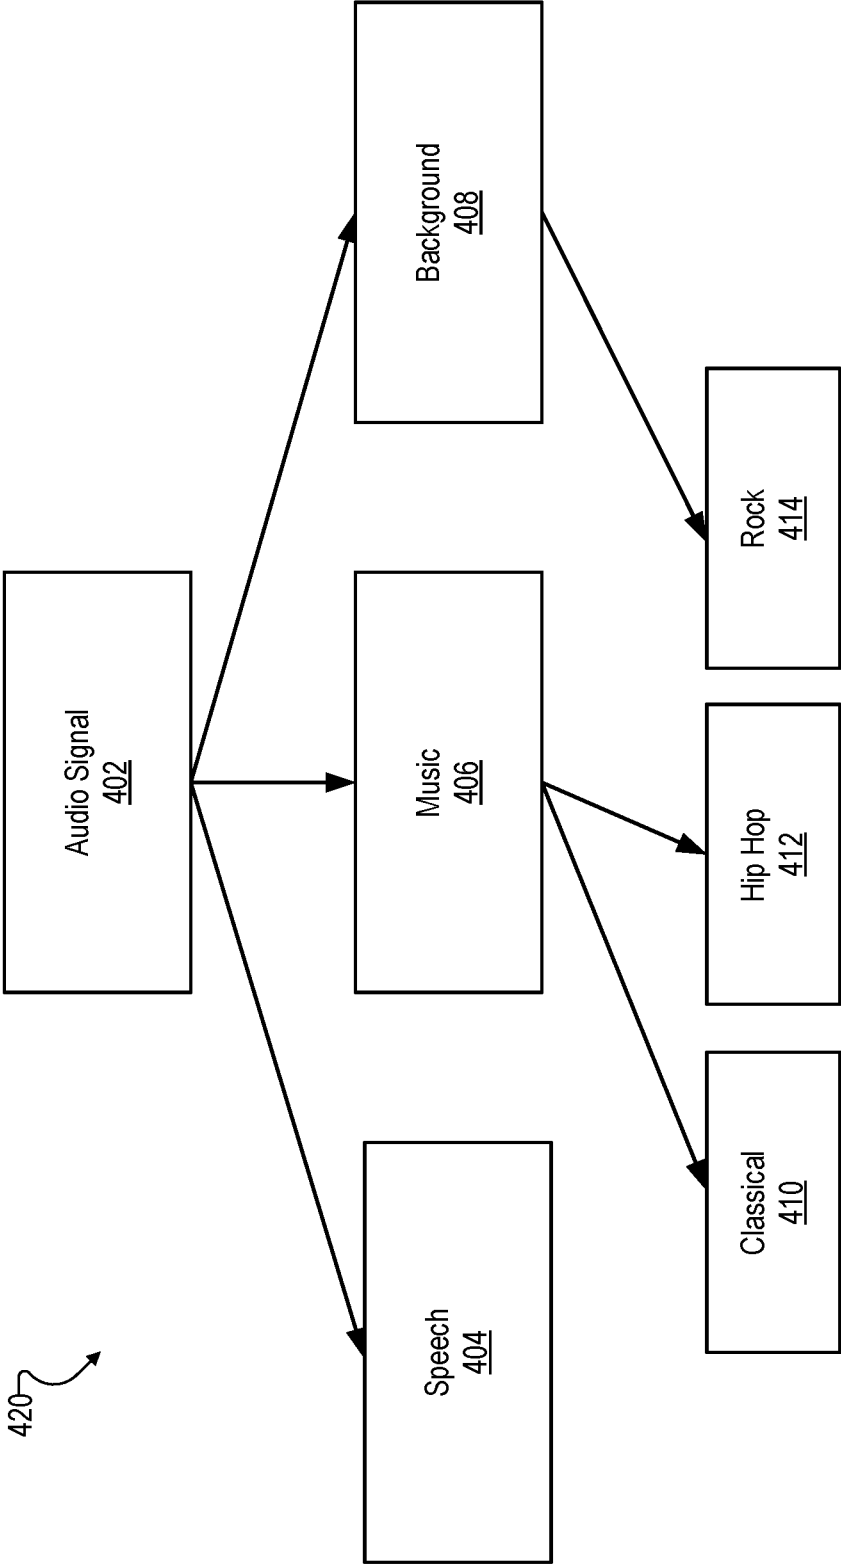 420
Audio Signal
402
Speech
404
Music
406
Background
408
Classical
410
Hip Hop
412
Rock
414